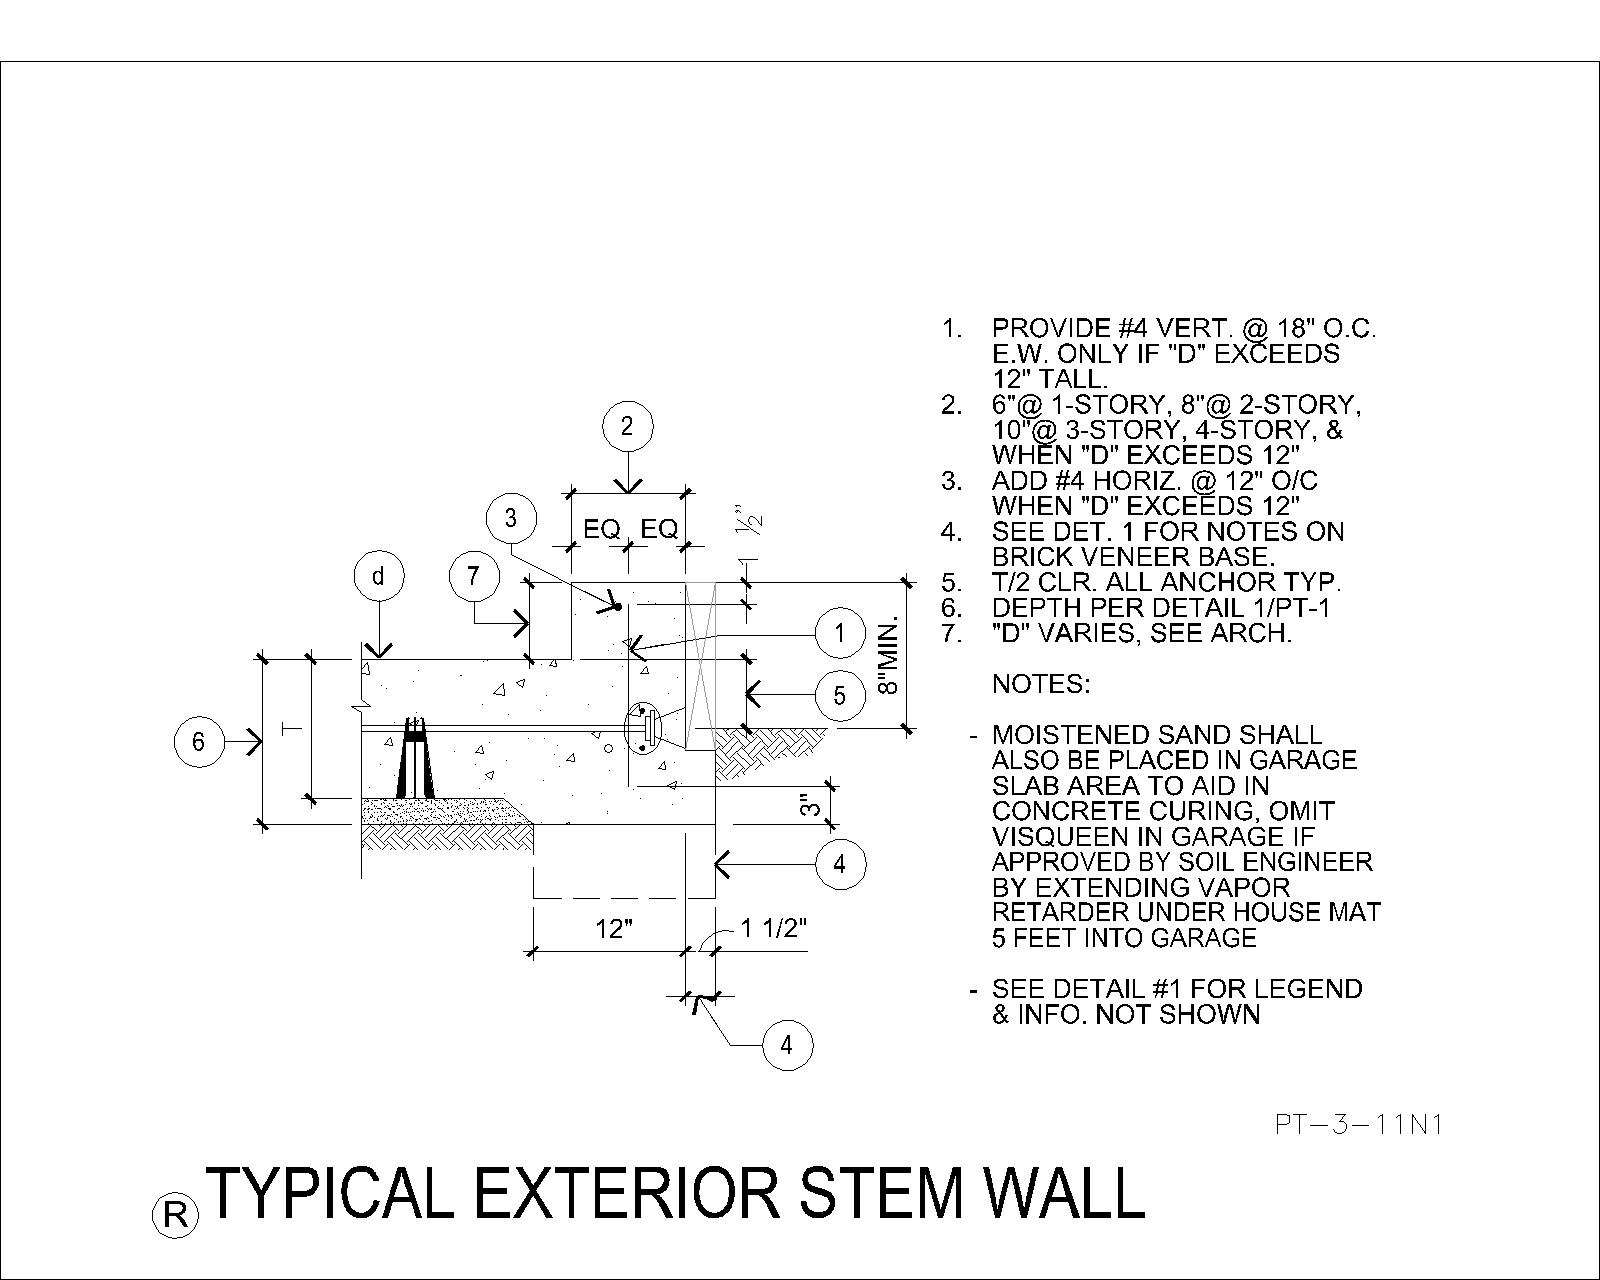 1. PROVIDE #4 VERT. @ 18" O.C.
E.W. ONLY IF "D" EXCEEDS
12" TALL.
2. 6"@ 1-STORY, 8"@ 2-STORY,
10"@ 3-STORY, 4-STORY, &
WHEN "D" EXCEEDS 12"
3. ADD #4 HORIZ. @ 12" O/C
WHEN "D" EXCEEDS 12"
4. SEE DET. 1 FOR NOTES ON
BRICK VENEER BASE.
5. T/2 CLR. ALL ANCHOR TYP.
6. DEPTH PER DETAIL 1/PT-1
7. "D" VARIES, SEE ARCH.
NOTES:
- MOISTENED SAND SHALL
ALSO BE PLACED IN GARAGE
SLAB AREA TO AID IN
CONCRETE CURING, OMIT
VISQUEEN IN GARAGE IF
APPROVED BY SOIL ENGINEER
BY EXTENDING VAPOR
RETARDER UNDER HOUSE MAT
5 FEET INTO GARAGE
- SEE DETAIL #1 FOR LEGEND
& INFO. NOT SHOWN
2
3
EQ EQ
1 ½"
d
7
1
8"MIN.
5
6
T
3"
4
12"
1 1/2"
4
PT-3-11N1
R TYPICAL EXTERIOR STEM WALL